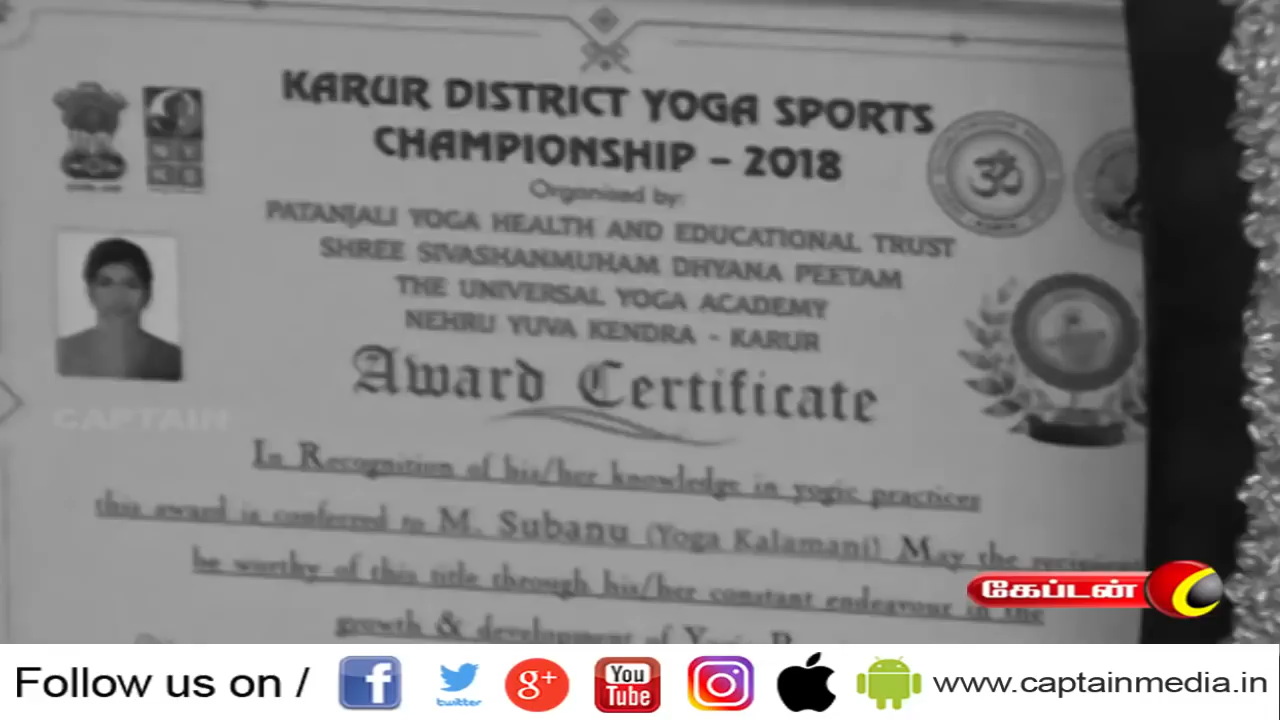 KARUR DISTRICT YOGA SPORTS
CHAMPIONSHIP - 2018
Organised by:
PATANJALI YOGA HEALTH AND EDUCATIONAL TRUST
SHREE SIVASHANMUHAM DHYANA PEETAM
THE UNIVERSAL YOGA ACADEMY
NEHRU YUVA KENDRA - KARUR
Award Certificate
CAPTAIN
In Recognition of his/her knowledge in yogic practices
this award is conferred to M. Subanu (Yoga Kalamani) May the
be worthy of this title through his/her constant endeavour in the
growth & development of
கேப்டன்
Follow us on / f twitter g+ You Tube www.captainmedia.in